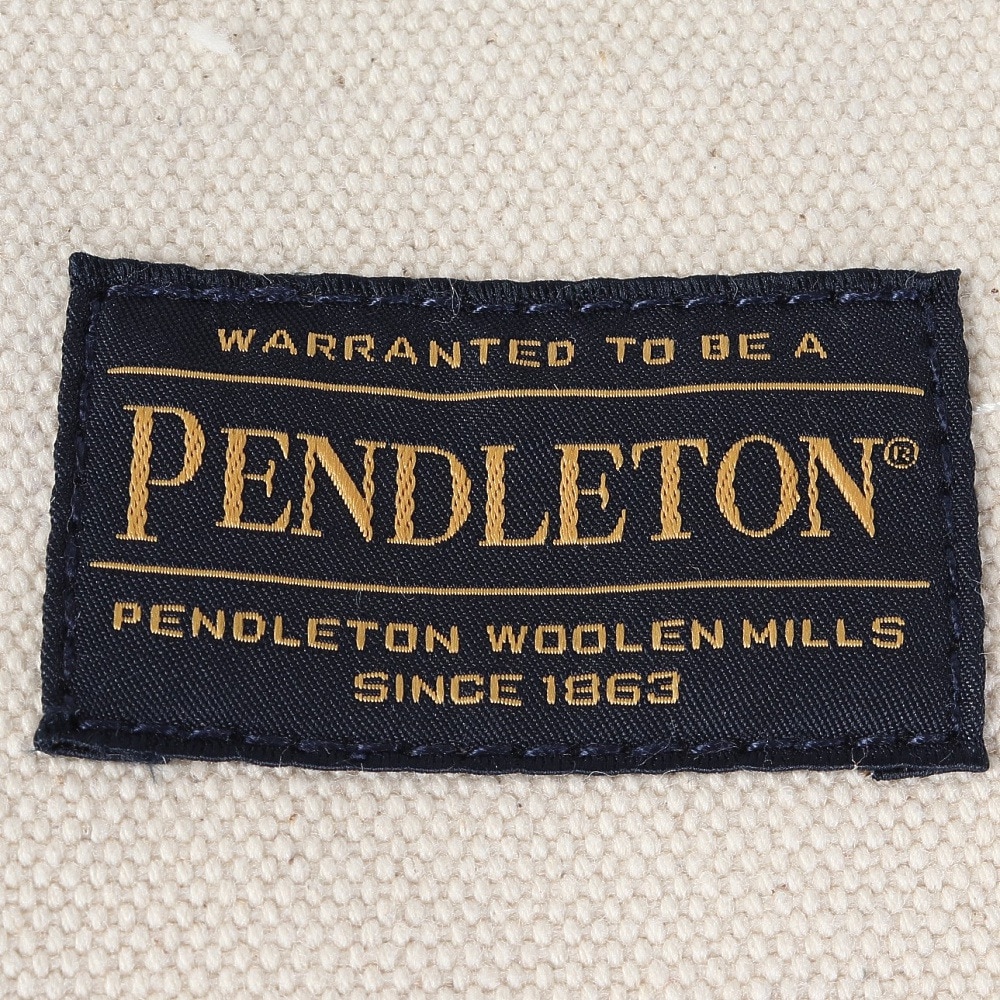 WARRANTED TO BE A
PENDLETON®
PENDLETON WOOLEN MILLS
SINCE 1863